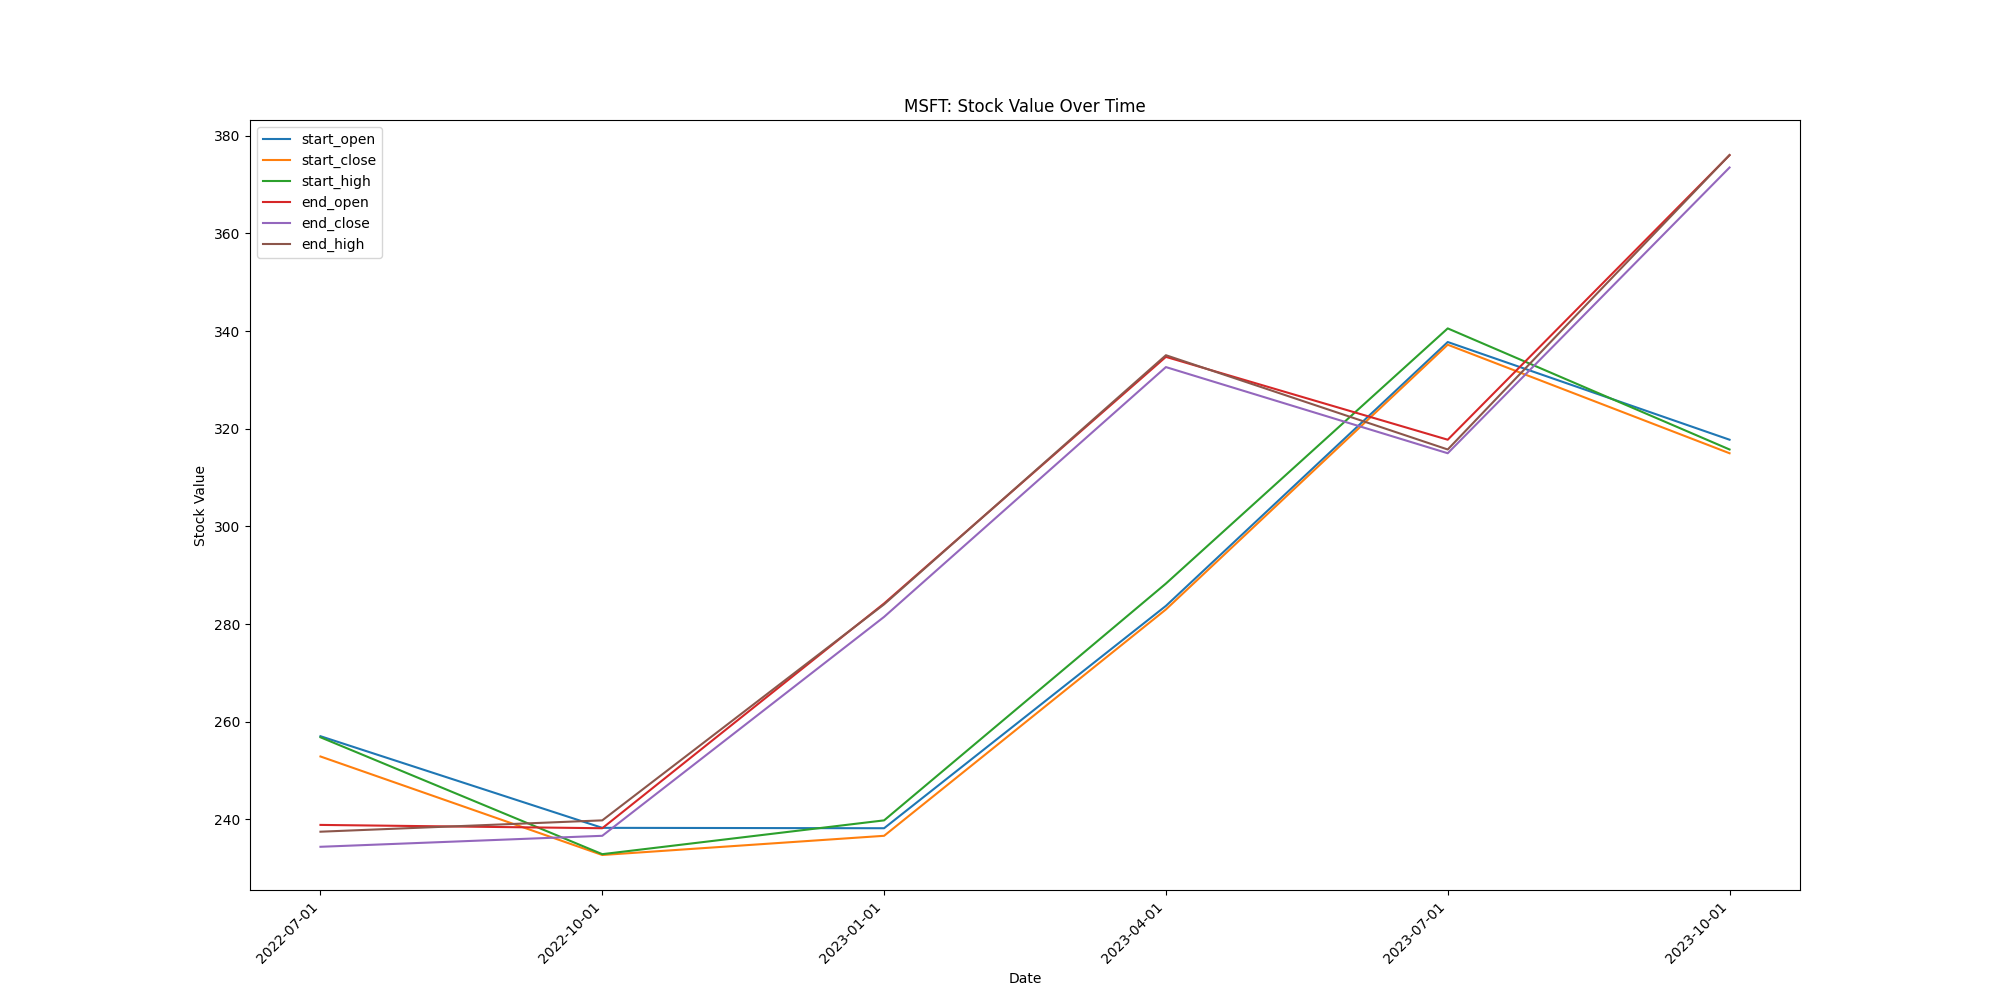 MSFT: Stock Value Over Time
380
360
340
320
300
280
260
240
Stock Value
start_open
start_close
start_high
end_open
end_close
end_high
2022-07-01
2022-10-01
2023-01-01
2023-04-01
2023-07-01
2023-10-01
Date